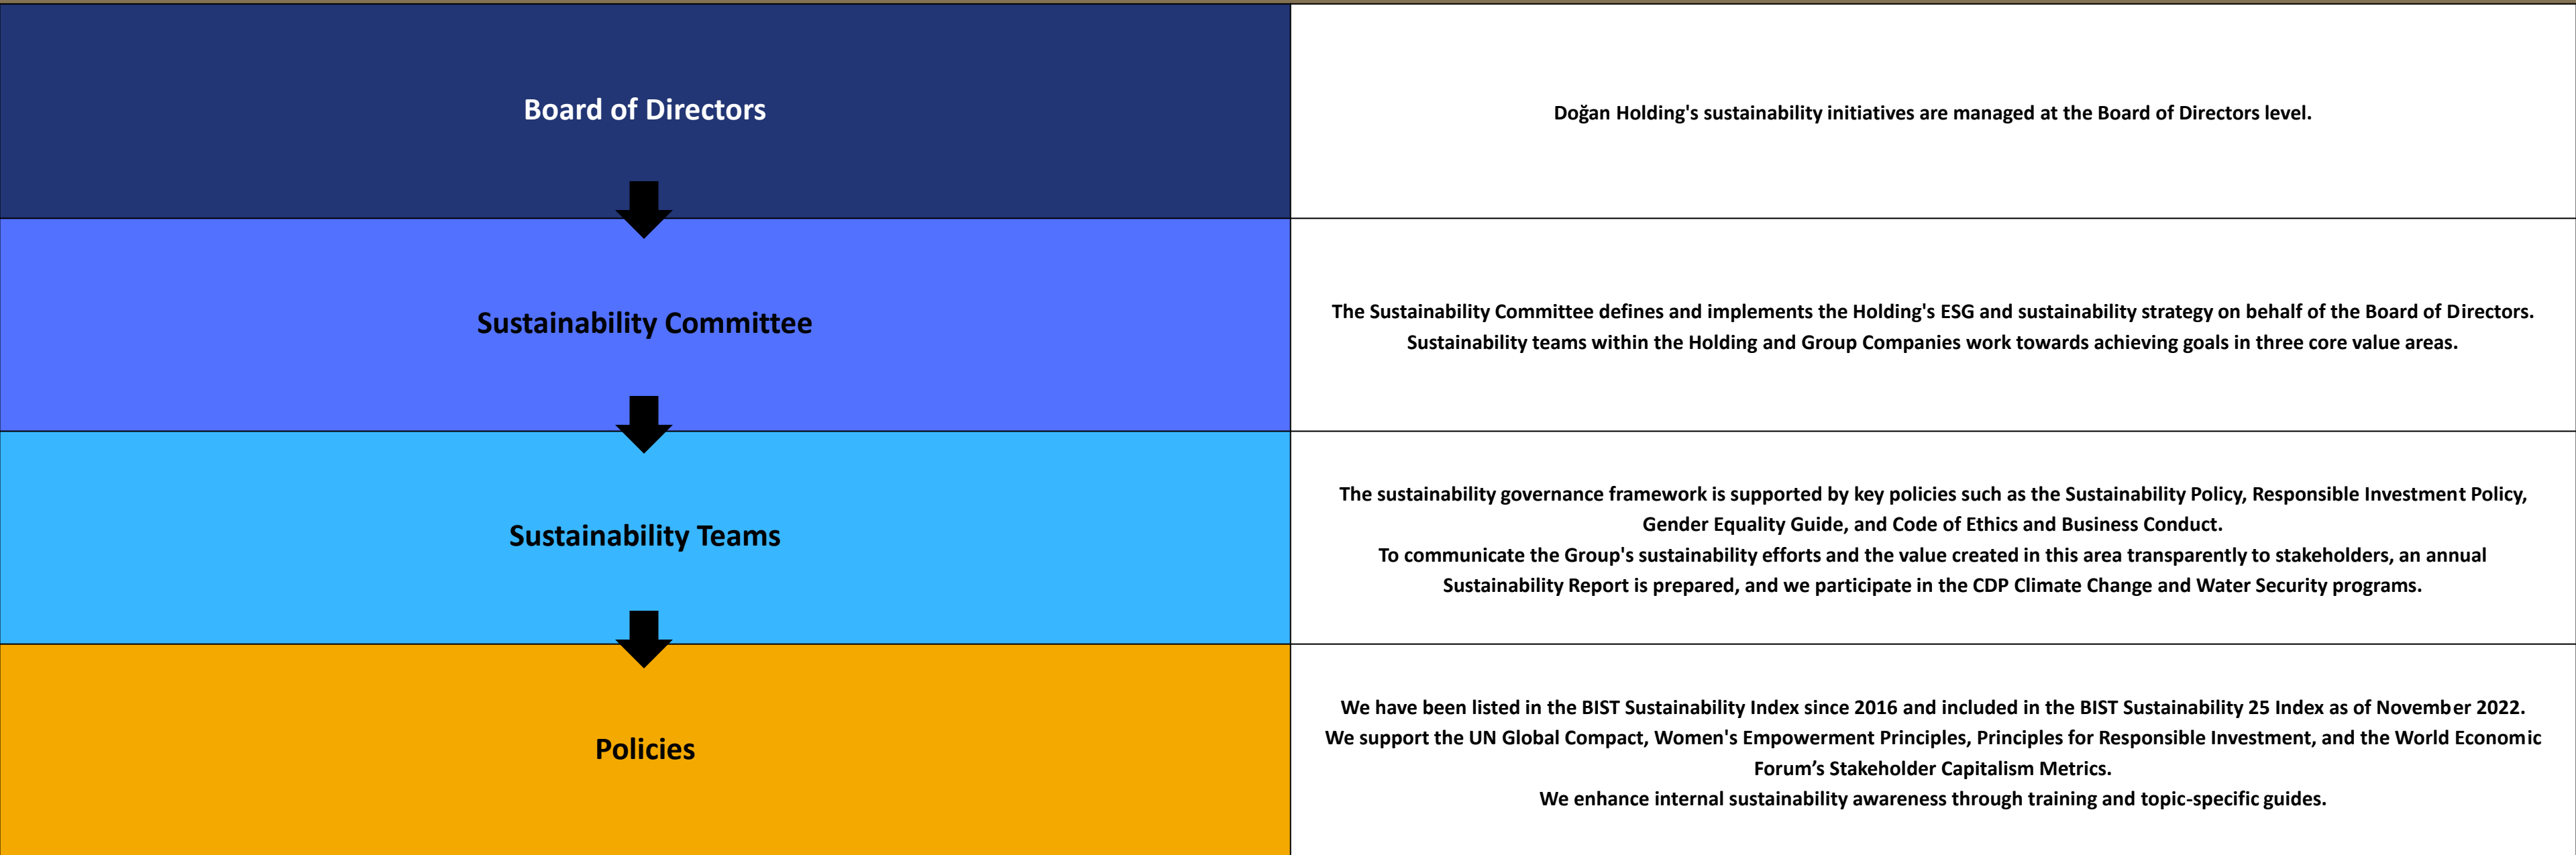 Board of Directors
Doğan Holding's sustainability initiatives are managed at the Board of Directors level.
Sustainability Committee
The Sustainability Committee defines and implements the Holding's ESG and sustainability strategy on behalf of the Board of Directors.
Sustainability teams within the Holding and Group Companies work towards achieving goals in three core value areas.
Sustainability Teams
The sustainability governance framework is supported by key policies such as the Sustainability Policy, Responsible Investment Policy,
Gender Equality Guide, and Code of Ethics and Business Conduct.
To communicate the Group's sustainability efforts and the value created in this area transparently to stakeholders, an annual
Sustainability Report is prepared, and we participate in the CDP Climate Change and Water Security programs.
Policies
We have been listed in the BIST Sustainability Index since 2016 and included in the BIST Sustainability 25 Index as of November 2022.
We support the UN Global Compact, Women's Empowerment Principles, Principles for Responsible Investment, and the World Economic
Forum’s Stakeholder Capitalism Metrics.
We enhance internal sustainability awareness through training and topic-specific guides.